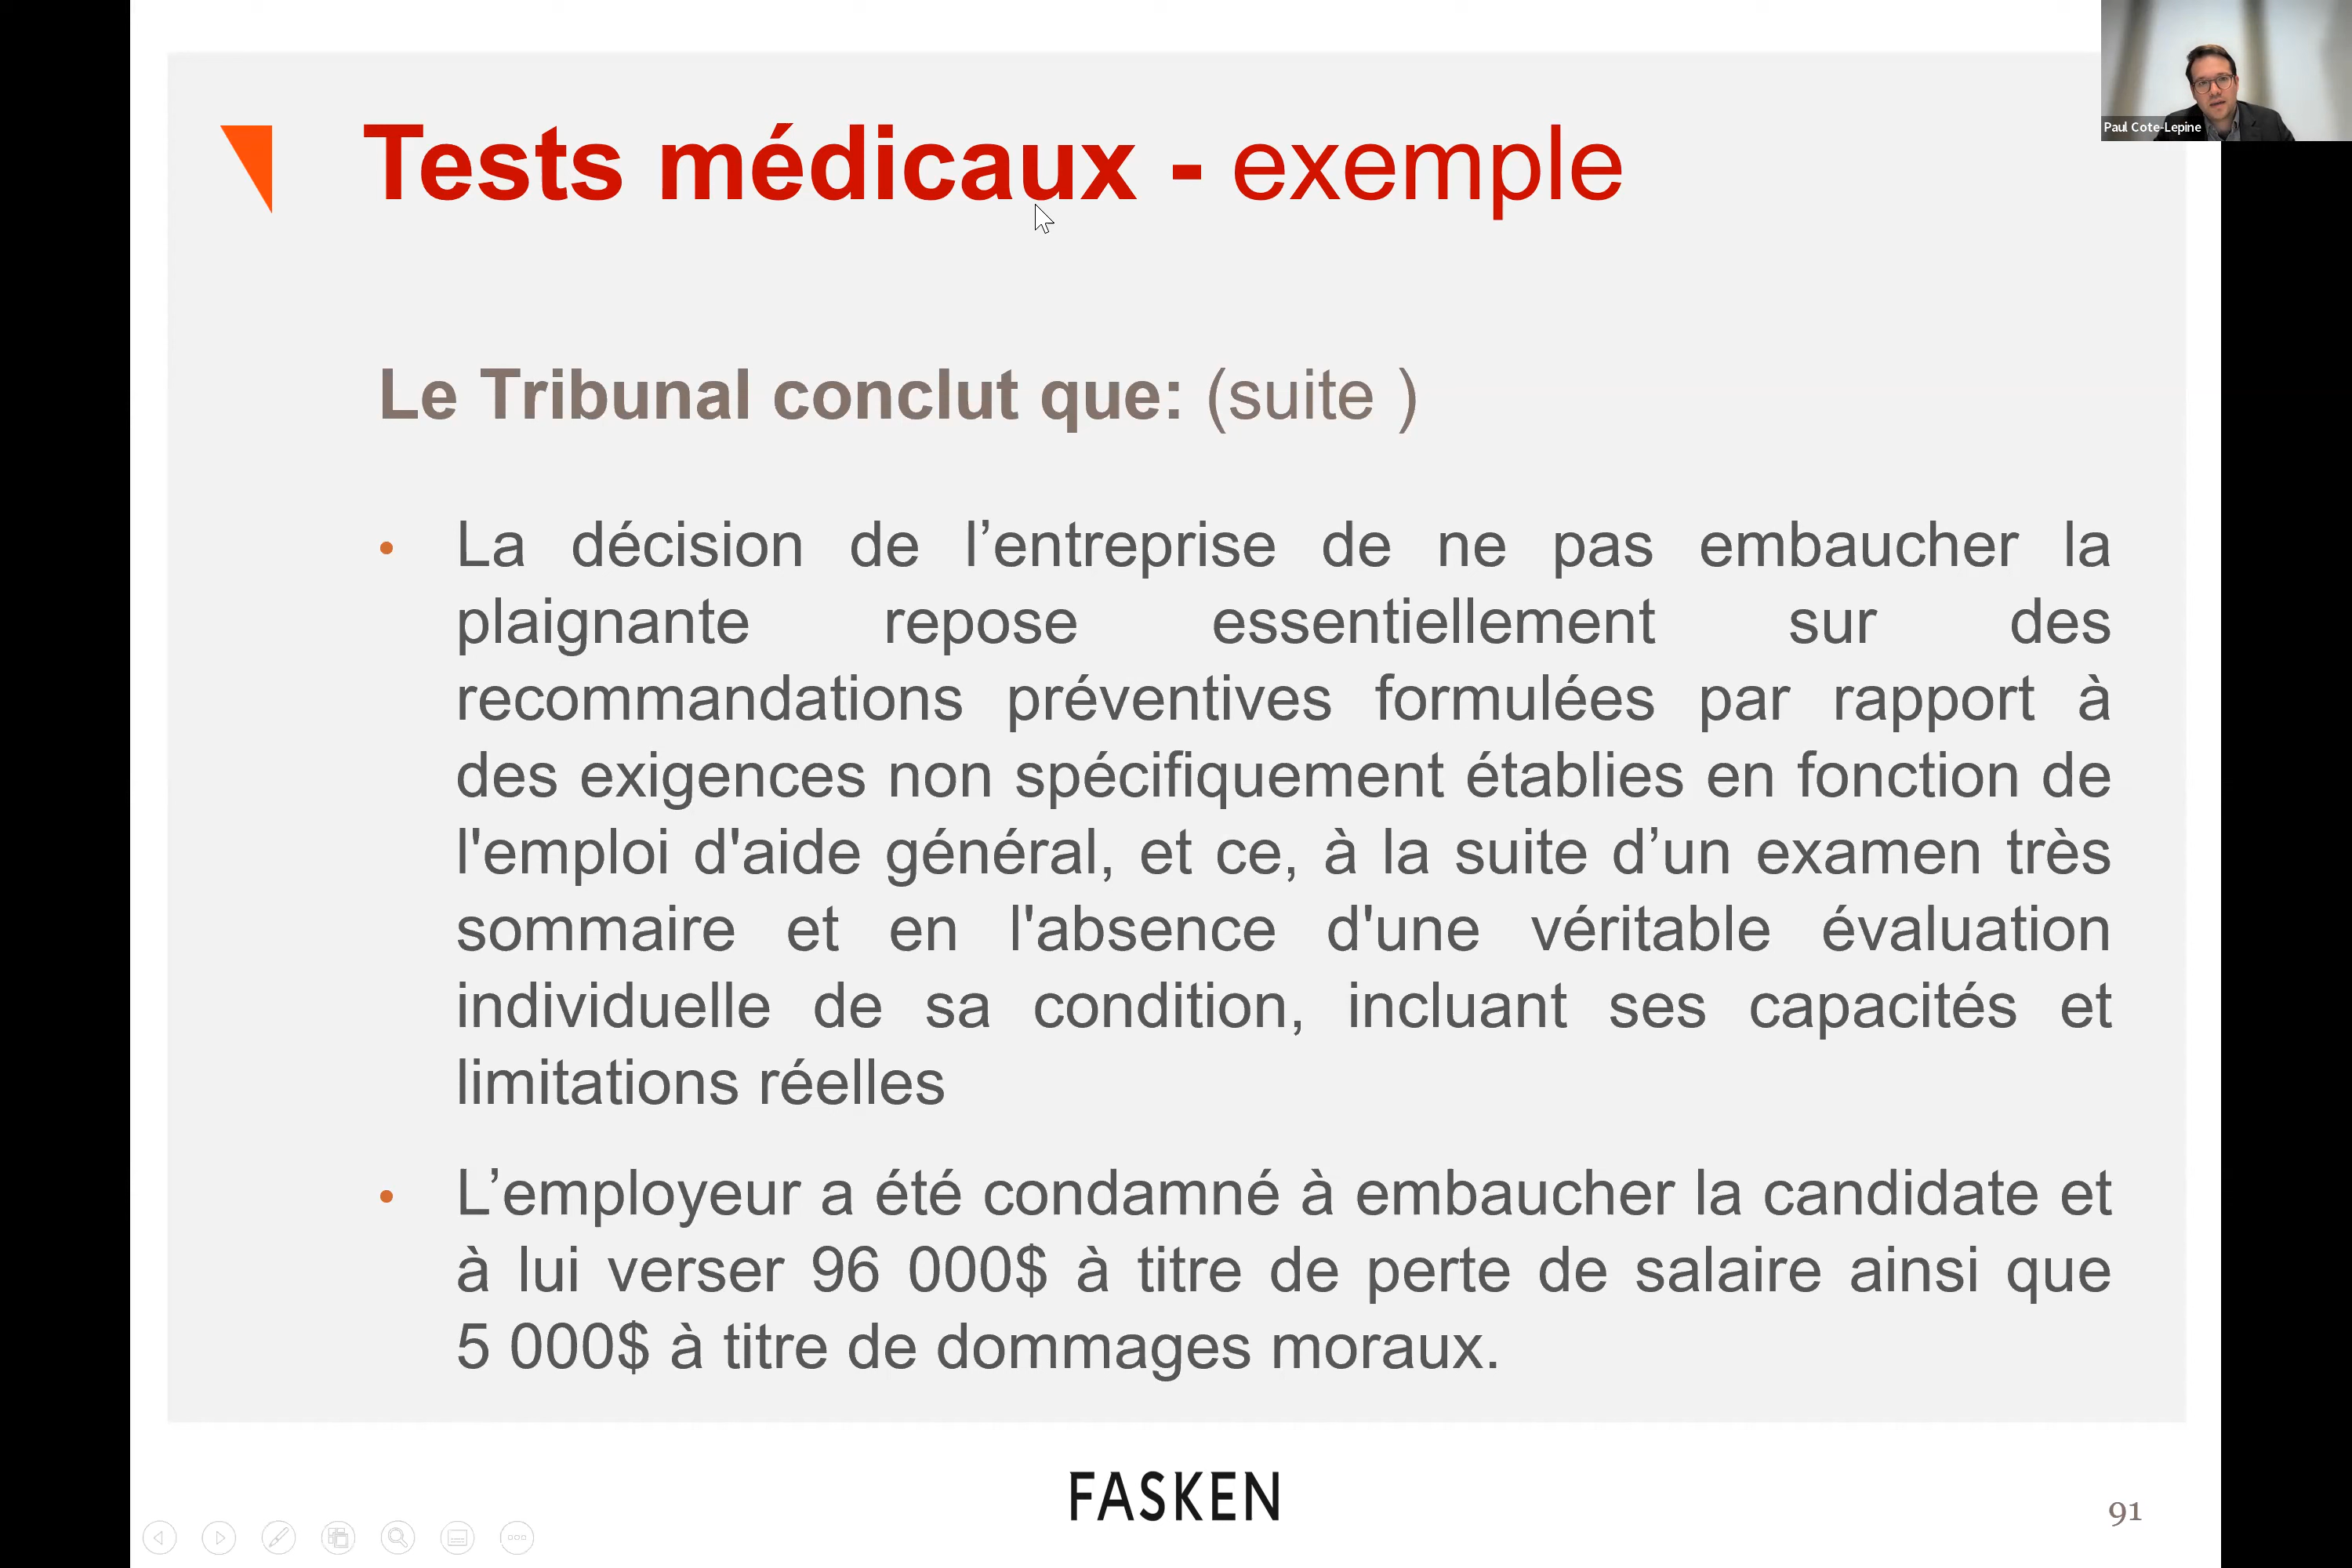 Paul Cote-Lepine
Tests médicaux - exemple
Le Tribunal conclut que: (suite )
• La décision de l’entreprise de ne pas embaucher la
plaignante repose essentiellement sur des
recommandations préventives formulées par rapport à
des exigences non spécifiquement établies en fonction de
l'emploi d'aide général, et ce, à la suite d’un examen très
sommaire et en l'absence d'une véritable évaluation
individuelle de sa condition, incluant ses capacités et
limitations réelles
• L’employeur a été condamné à embaucher la candidate et
à lui verser 96 000$ à titre de perte de salaire ainsi que
5 000$ à titre de dommages moraux.
FASKEN
91